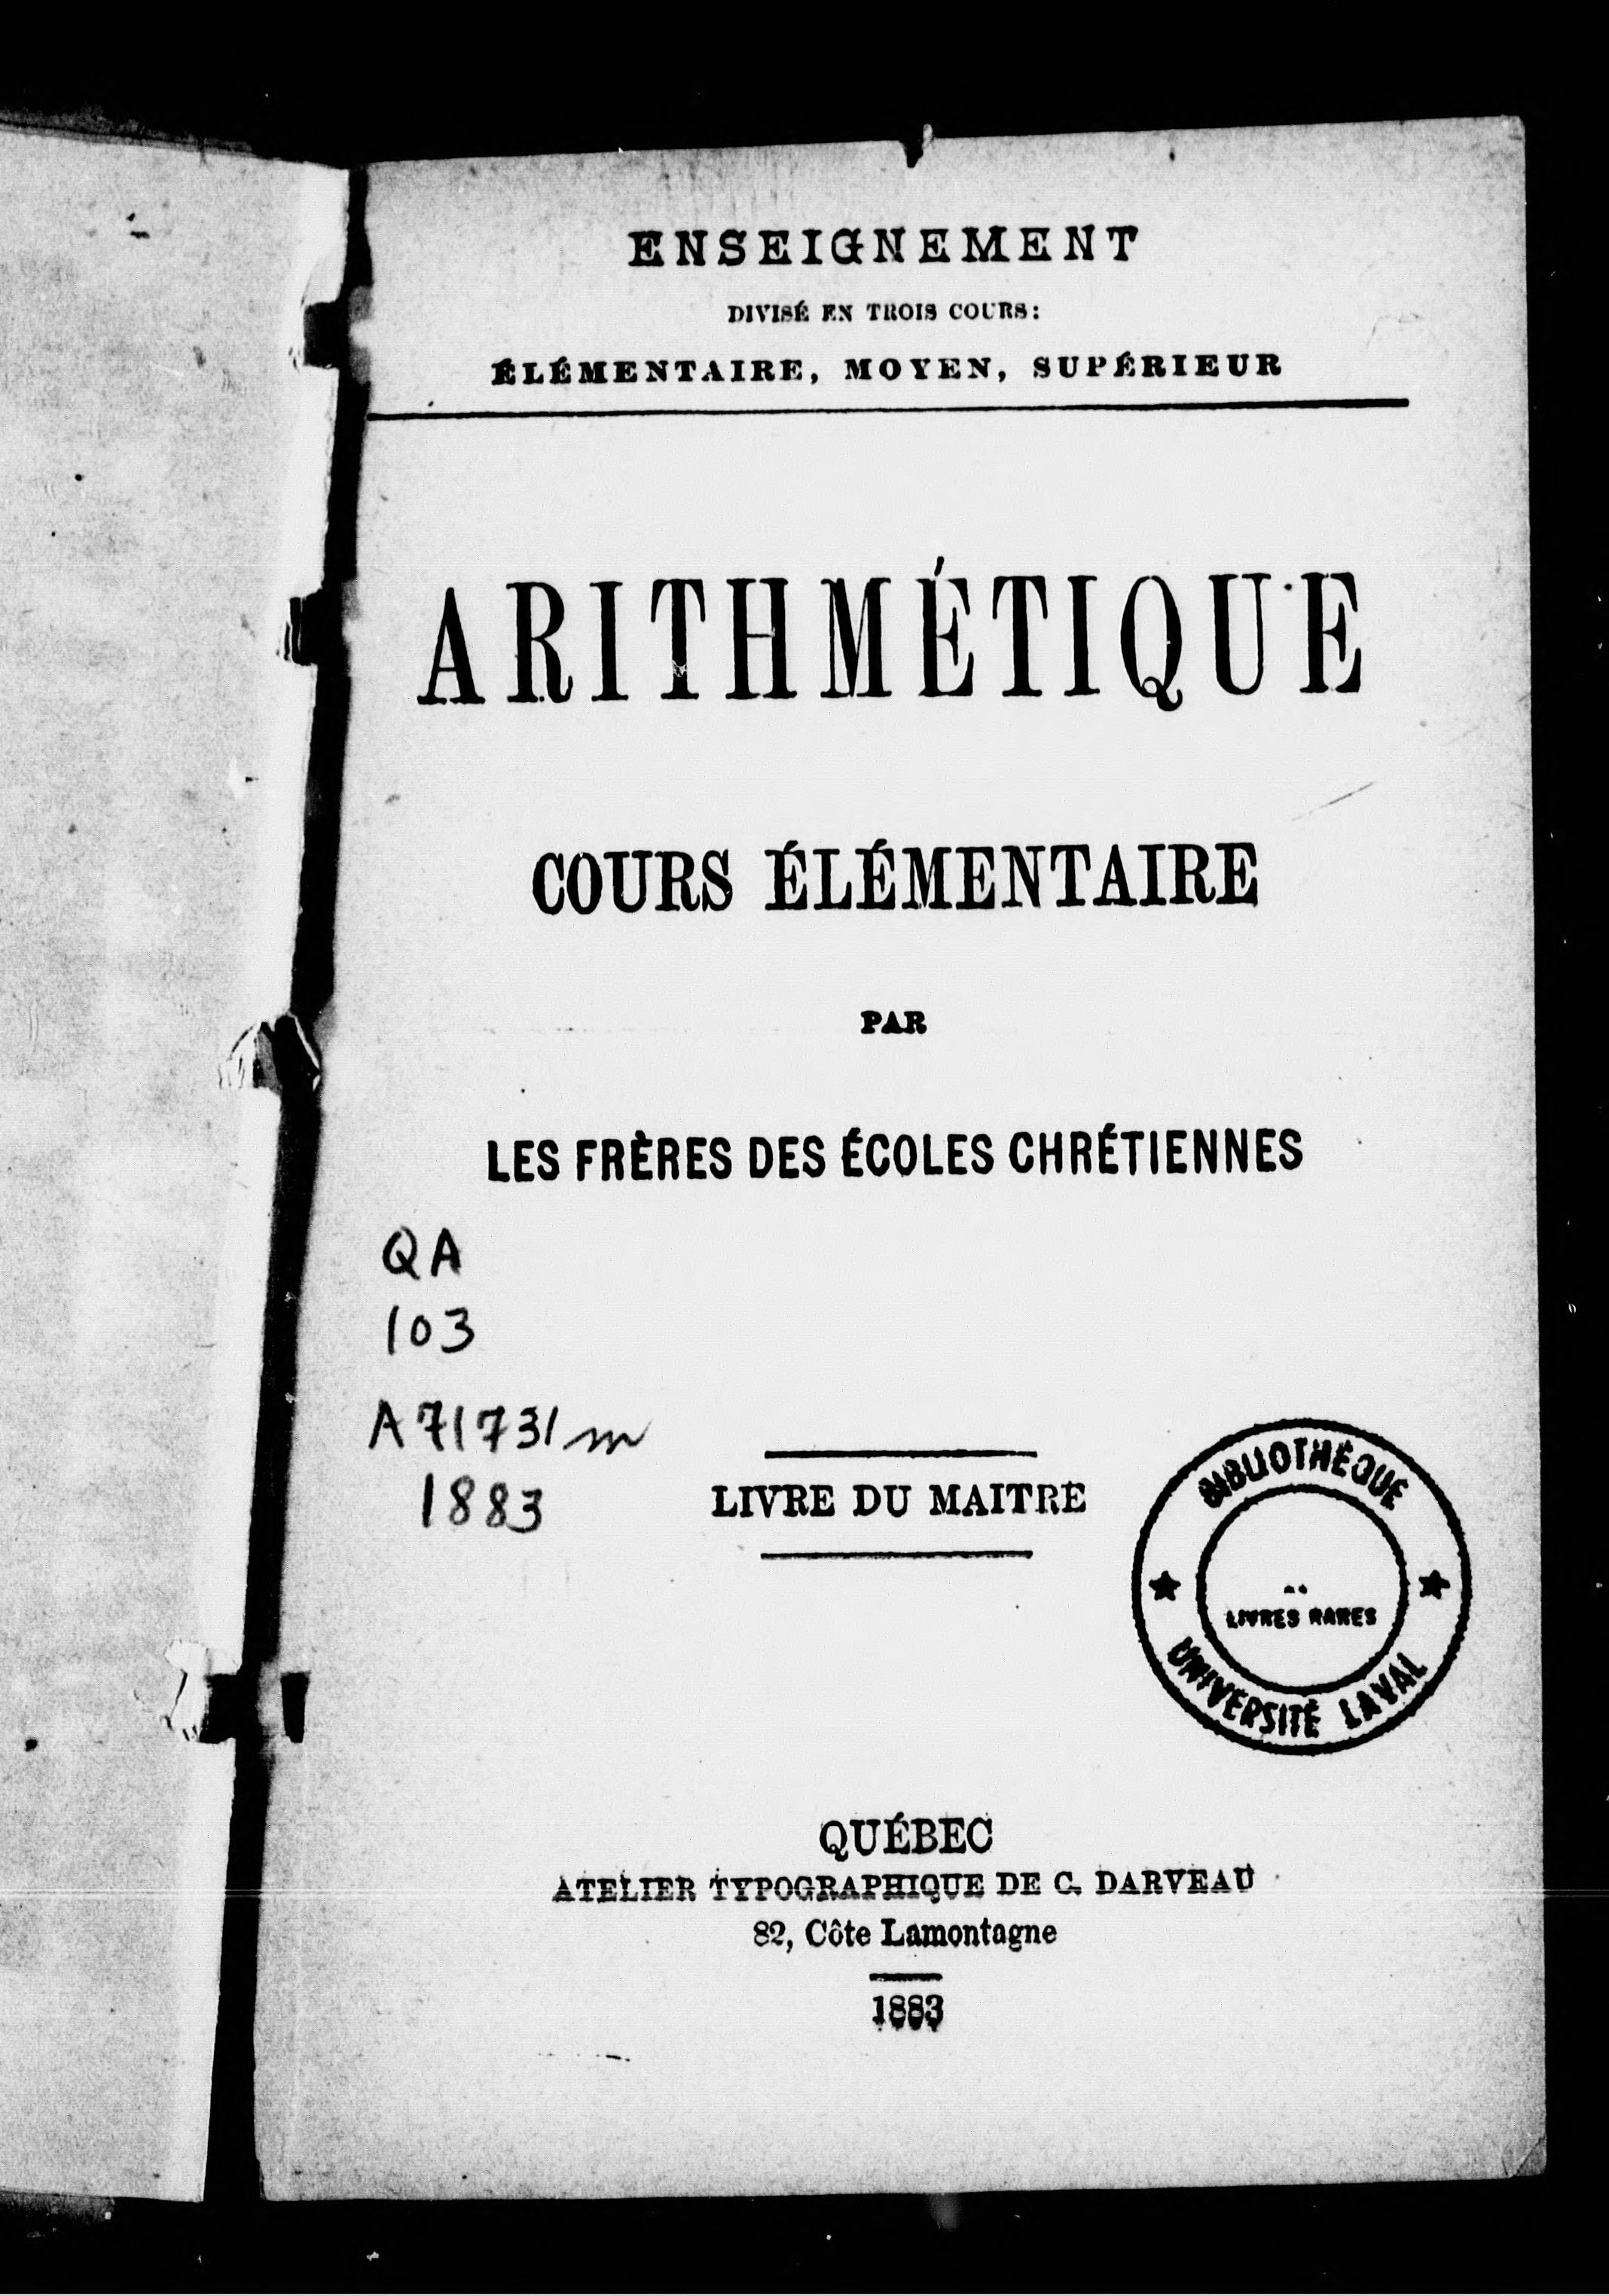 ENSEIGNEMENT
DIVISÉ EN TROIS COURS:
ÉLÉMENTAIRE, MOYEN, SUPÉRIEUR
ARITHMÉTIQUE
COURS ÉLÉMENTAIRE
PAR
LES FRÈRES DES ÉCOLES CHRÉTIENNES
QA
103
A71731m
1883
LIVRE DU MAITRE
BIBLIOTHÈQUE
LIVRES RARES
UNIVERSITÉ LAVAL
QUÉBEC
ATELIER TYPOGRAPHIQUE DE C. DARVEAU
82, Côte Lamontagne
1883